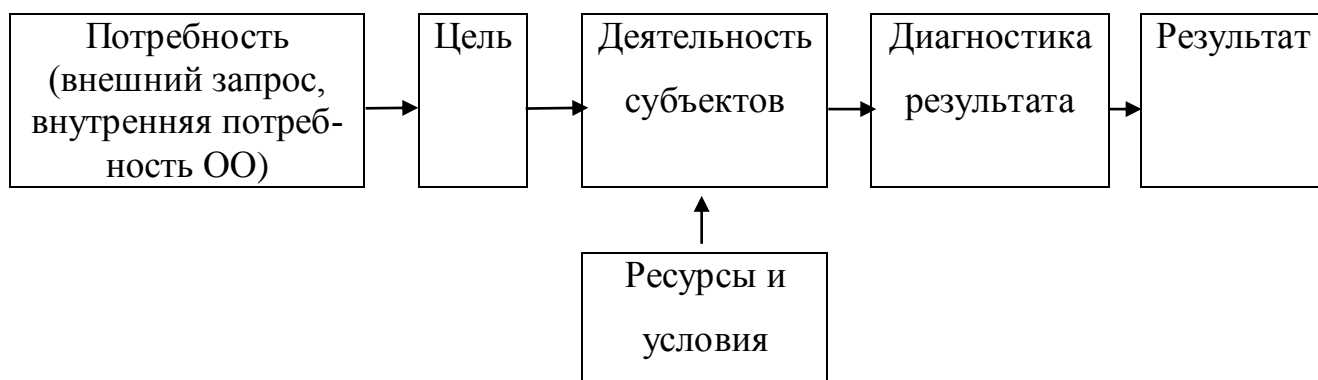 Потребность
(внешний запрос,
внутренняя потреб-
ность ОО)
Цель
Деятельность
субъектов
Диагностика
результата
Результат
Ресурсы и
условия